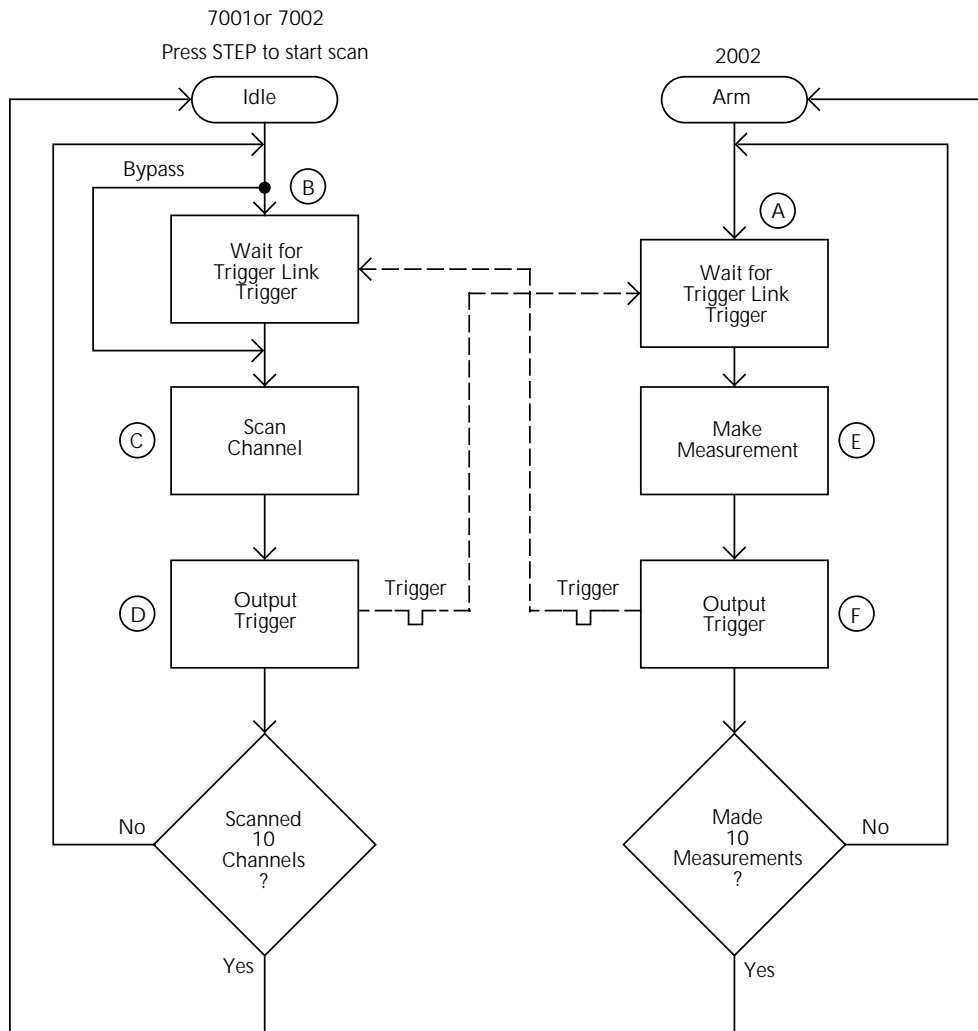 7001or 7002
Press STEP to start scan
Idle
Bypass
B
Wait for
Trigger Link
Trigger
C
Scan
Channel
D
Output
Trigger
Trigger
No
Scanned
10
Channels
?
Yes
2002
Arm
A
Wait for
Trigger Link
Trigger
Make
Measurement
E
Trigger
Output
Trigger
F
Made
10
Measurements
?
No
Yes